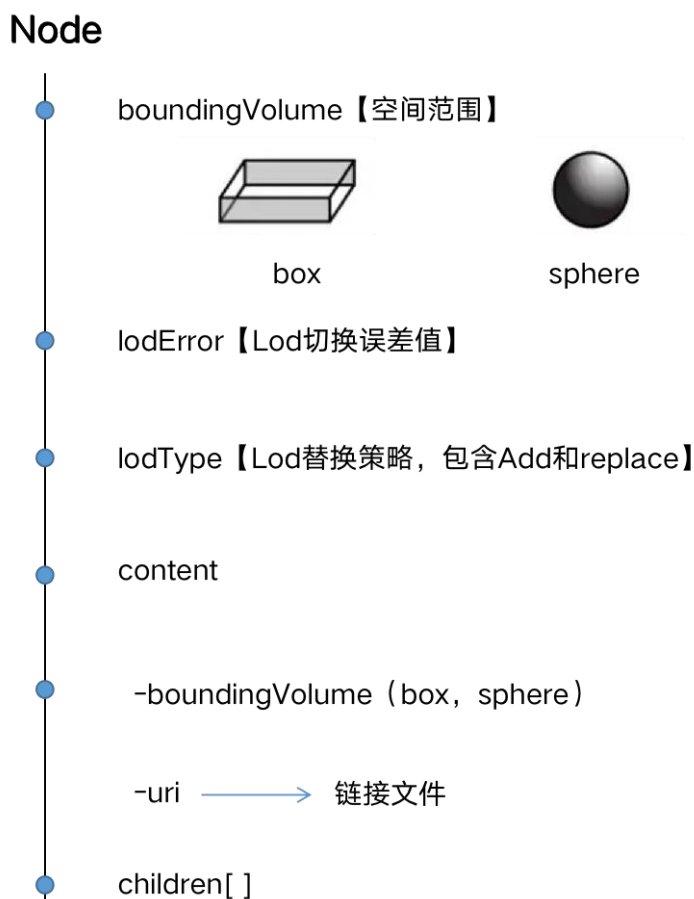 Node
boundingVolume【空间范围】
box
sphere
lodError【Lod切换误差值】
lodType【Lod替换策略，包含Add和replace】
content
-boundingVolume（box，sphere）
-uri
链接文件
children[ ]